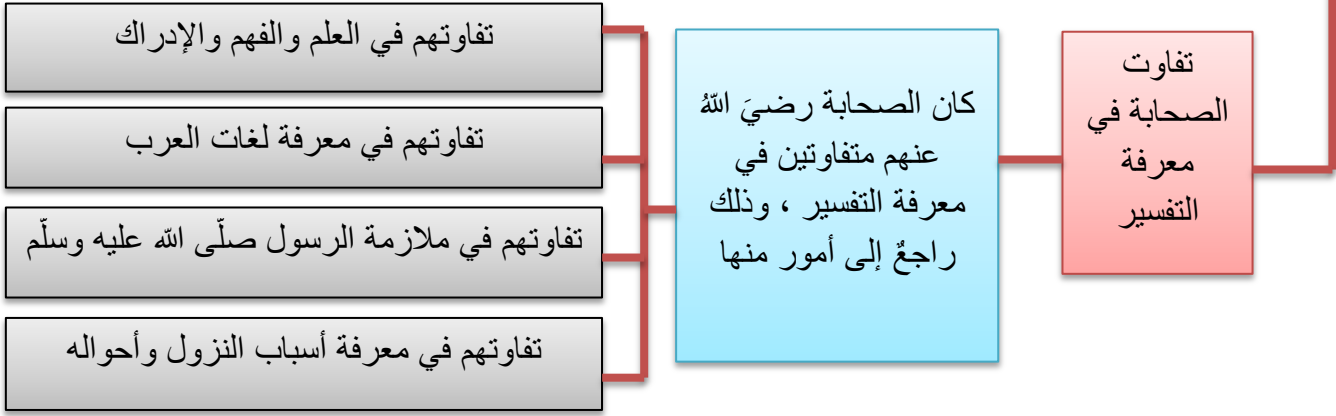 تفاوت
الصحابة في
معرفة
التفسير
كان الصحابة رضيَ اللهُ
عنهم متفاوتين في
معرفة التفسير ، وذلك
راجعٌ إلى أمور منها
تفاوتهم في العلم والفهم والإدراك
تفاوتهم في معرفة لغات العرب
تفاوتهم في ملازمة الرسول صلّى الله عليه وسلّم
تفاوتهم في معرفة أسباب النزول وأحواله